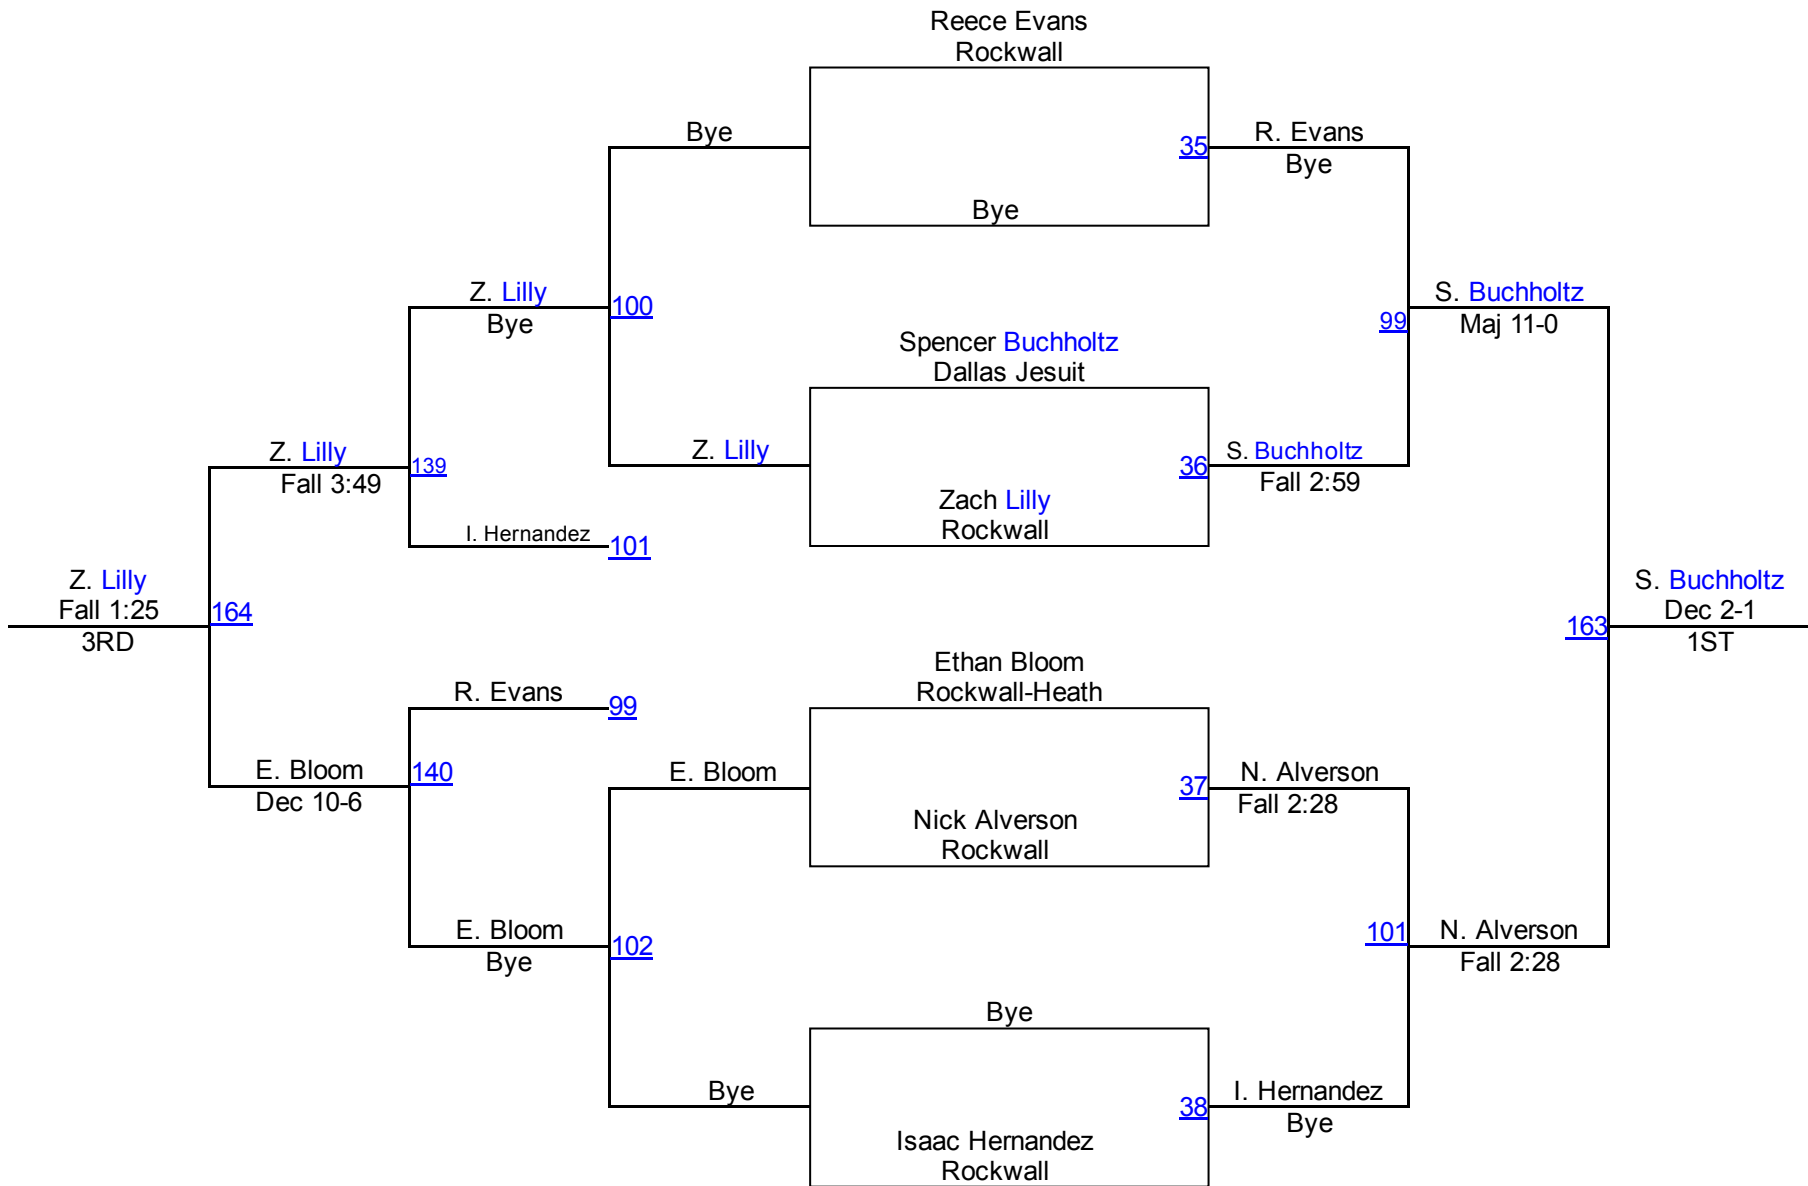 Reece Evans
Rockwall
Bye
35
R. Evans
Bye
Bye
Z. Lilly
Bye
100
S. Buchholtz
Maj 11-0
99
Spencer Buchholtz
Dallas Jesuit
Z. Lilly
Fall 3:49
139
Z. Lilly
36
S. Buchholtz
Fall 2:59
Zach Lilly
Rockwall
I. Hernandez
101
Z. Lilly
Fall 1:25
3RD
164
S. Buchholtz
Dec 2-1
1ST
163
Ethan Bloom
Rockwall-Heath
R. Evans
99
E. Bloom
Dec 10-6
140
E. Bloom
37
N. Alverson
Fall 2:28
Nick Alverson
Rockwall
E. Bloom
Bye
102
101
N. Alverson
Fall 2:28
Bye
Bye
38
I. Hernandez
Bye
Isaac Hernandez
Rockwall